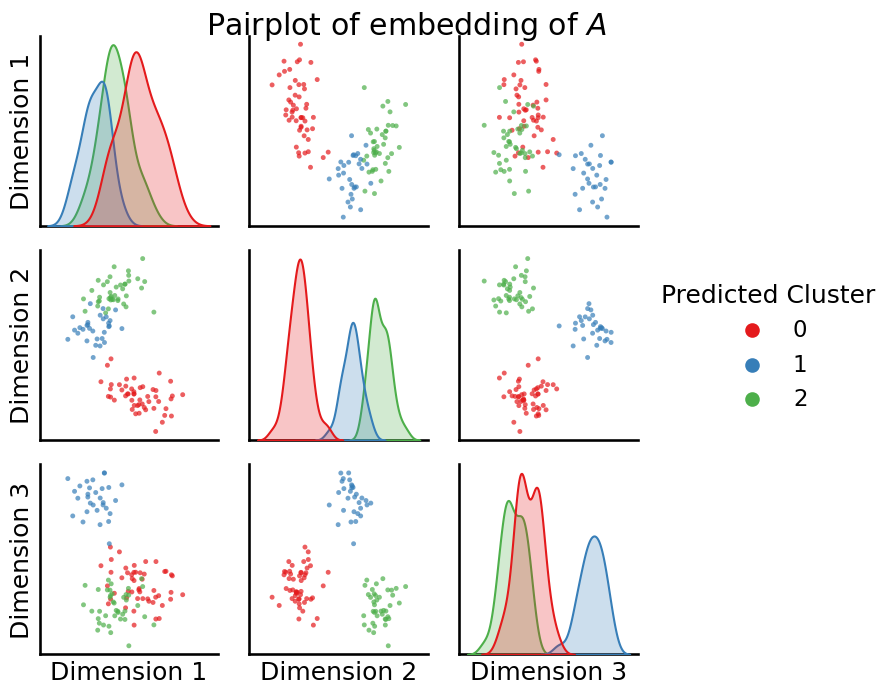 Pairplot of embedding of A
Dimension 1
Dimension 2
Dimension 3
Dimension 1
Dimension 2
Dimension 3
Predicted Cluster
0
1
2